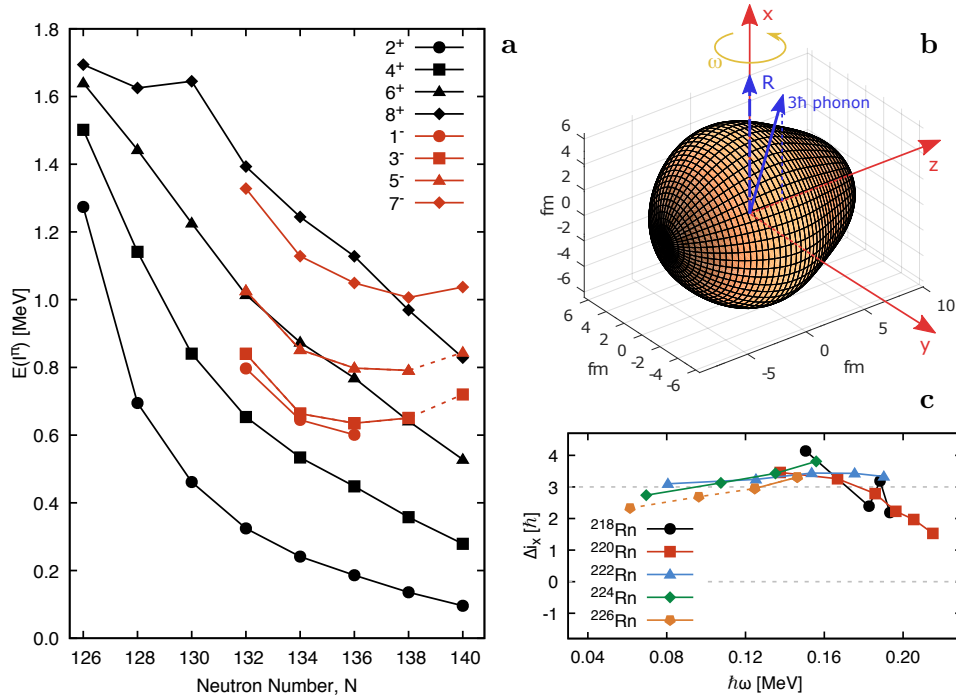 a
E(Iᴨ) [MeV]
1.8
1.6
1.4
1.2
1.0
0.8
0.6
0.4
0.2
0.0
126 128 130 132 134 136 138 140
Neutron Number, N
2⁺
4⁺
6⁺
8⁺
1⁻
3⁻
5⁻
7⁻
b
x
ω
R
3ħ phonon
z
y
fm
6
4
2
0
-2
-4
-6
6
4
2
0
-2
-4
-6
fm
-5
0
5
10
fm
c
Δiₓ [ħ]
4
3
2
1
0
-1
²¹⁸Rn
²²⁰Rn
²²²Rn
²²⁴Rn
²²⁶Rn
0.04 0.08 0.12 0.16 0.20
ħω [MeV]